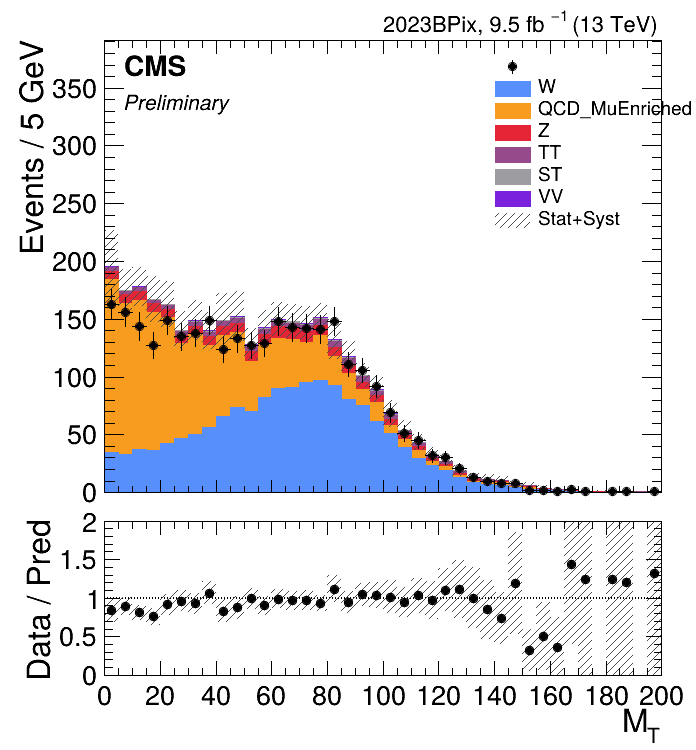 2023BPix, 9.5 fb⁻¹ (13 TeV)
CMS
Preliminary
W
QCD_MuEnriched
Z
TT
ST
VV
Stat+Syst
Events / 5 GeV
350
300
250
200
150
100
50
0
Data / Pred
2
1.5
1
0.5
0
0 20 40 60 80 100 120 140 160 180 200
M_T